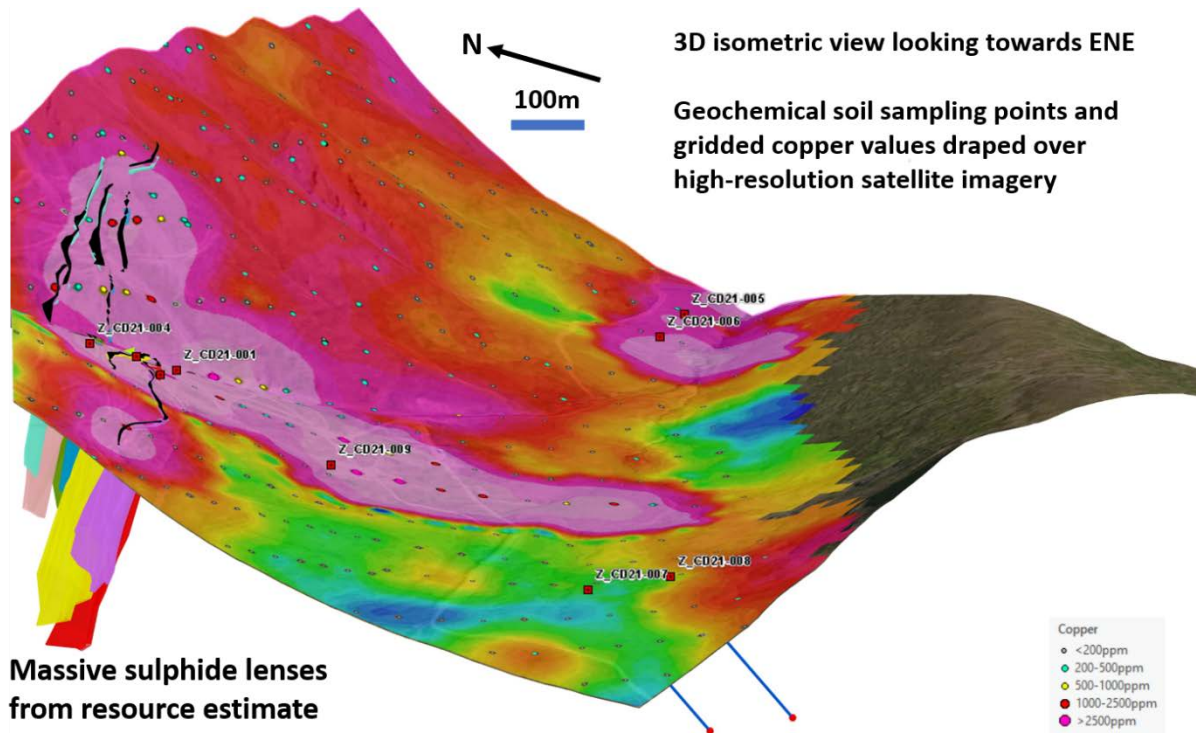 N
100m
3D isometric view looking towards ENE
Geochemical soil sampling points and
gridded copper values draped over
high-resolution satellite imagery
Z_CD21-005
Z_CD21-006
Z_CD21-004
Z_CD21-001
Z_CD21-009
Z_CD21-008
Z_CD21-007
Massive sulphide lenses
from resource estimate
Copper
<200ppm
200-500ppm
500-1000ppm
1000-2500ppm
>2500ppm